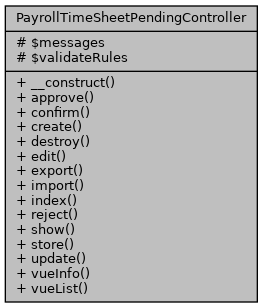 PayrollTimeSheetPendingController
# $messages
# $validateRules
+ __construct()
+ approve()
+ confirm()
+ create()
+ destroy()
+ edit()
+ export()
+ import()
+ index()
+ reject()
+ show()
+ store()
+ update()
+ vueInfo()
+ vueList()